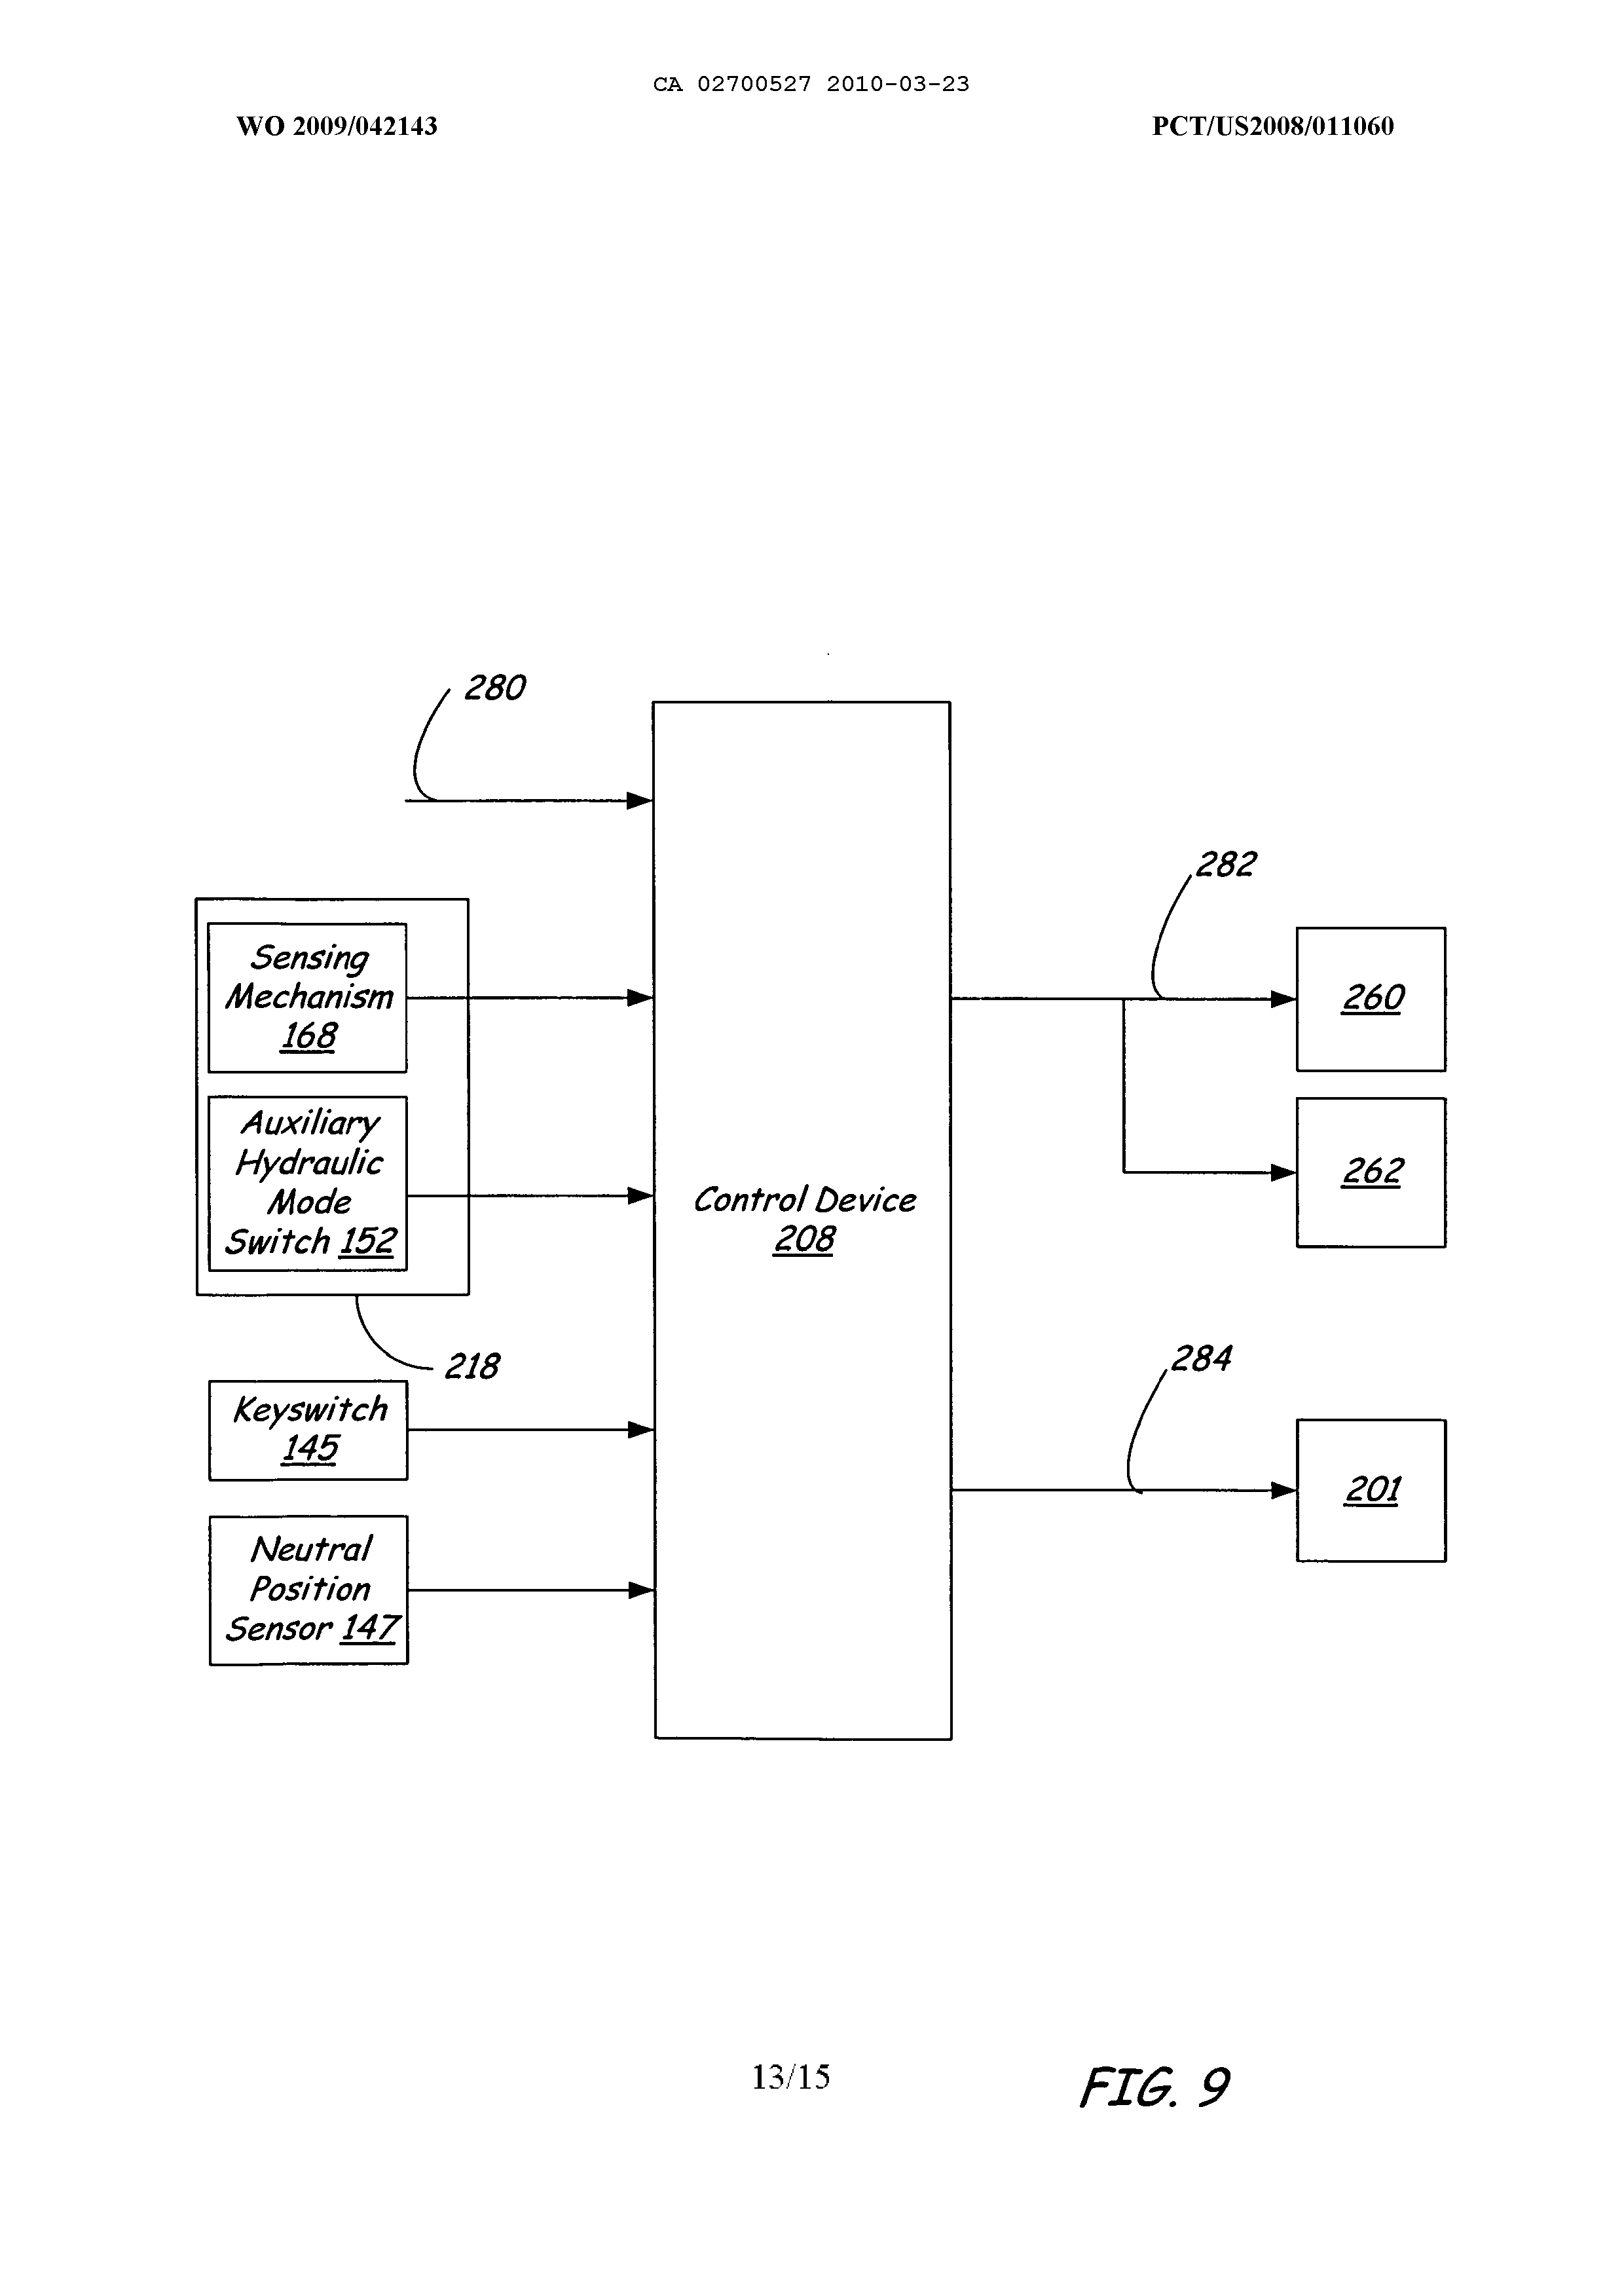 CA 02700527 2010-03-23
WO 2009/042143
PCT/US2008/011060
280
282
Sensing
Mechanism
168
260
Auxiliary
Hydraulic
Mode
Switch 152
262
Control Device
208
218
284
Keyswitch
145
201
Neutral
Position
Sensor 147
13/15
FIG. 9